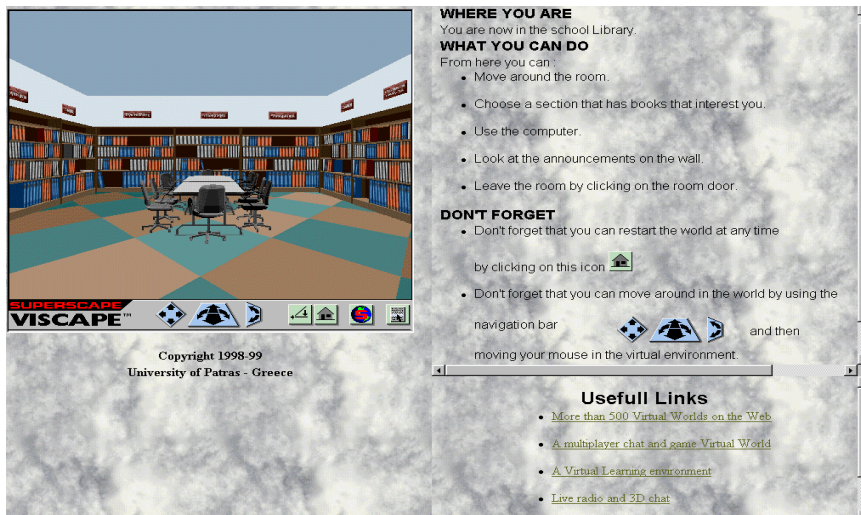 SUPERSCAPE
VISCAPE™
Copyright 1998-99
University of Patras - Greece
WHERE YOU ARE
You are now in the school Library.
WHAT YOU CAN DO
From here you can :
Move around the room.
Choose a section that has books that interest you.
Use the computer.
Look at the announcements on the wall.
Leave the room by clicking on the room door.
DON'T FORGET
Don't forget that you can restart the world at any time
by clicking on this icon
Don't forget that you can move around in the world by using the
navigation bar and then
moving your mouse in the virtual environment.
Usefull Links
More than 500 Virtual Worlds on the Web
A multiplayer chat and game Virtual World
A Virtual Learning environment
Live radio and 3D chat